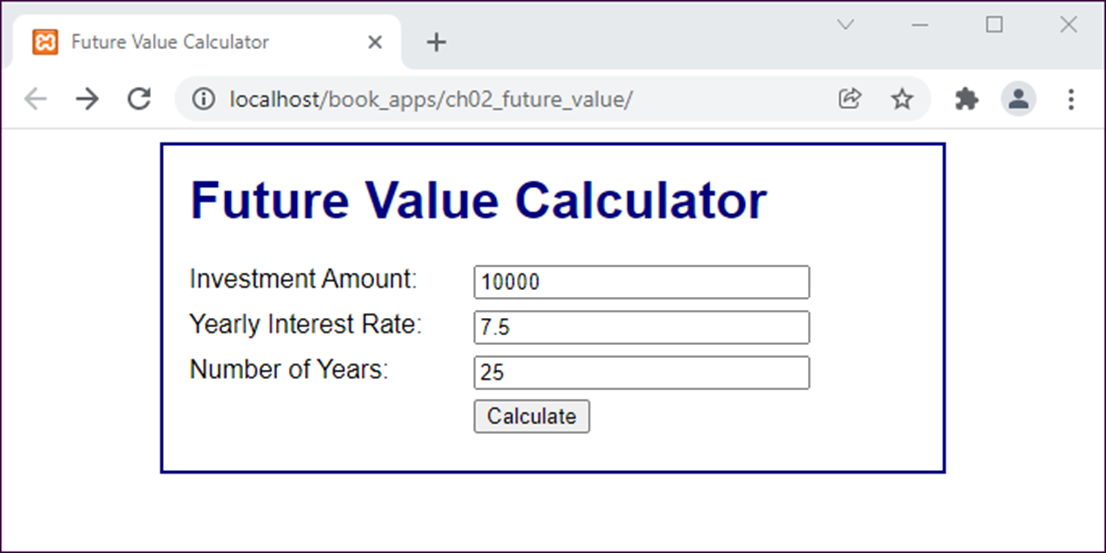 Future Value Calculator
localhost/book_apps/ch02_future_value/
Future Value Calculator
Investment Amount: 10000
Yearly Interest Rate: 7.5
Number of Years: 25
Calculate